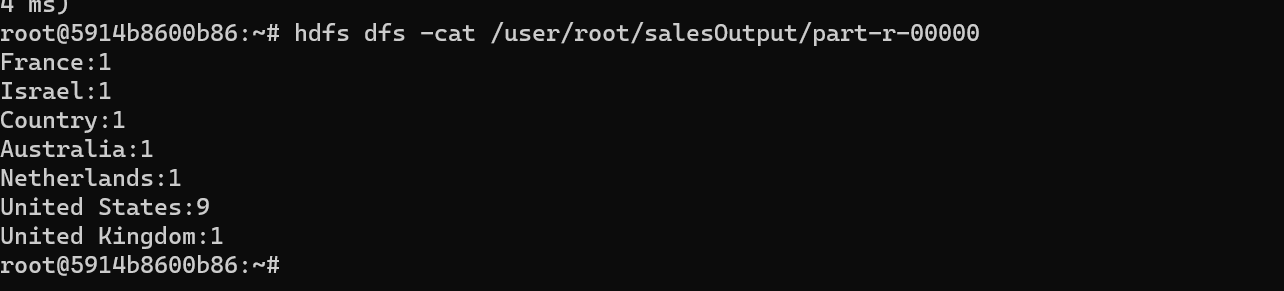 4 ms)
root@5914b8600b86:~# hdfs dfs -cat /user/root/salesOutput/part-r-00000
France:1
Israel:1
Country:1
Australia:1
Netherlands:1
United States:9
United Kingdom:1
root@5914b8600b86:~#